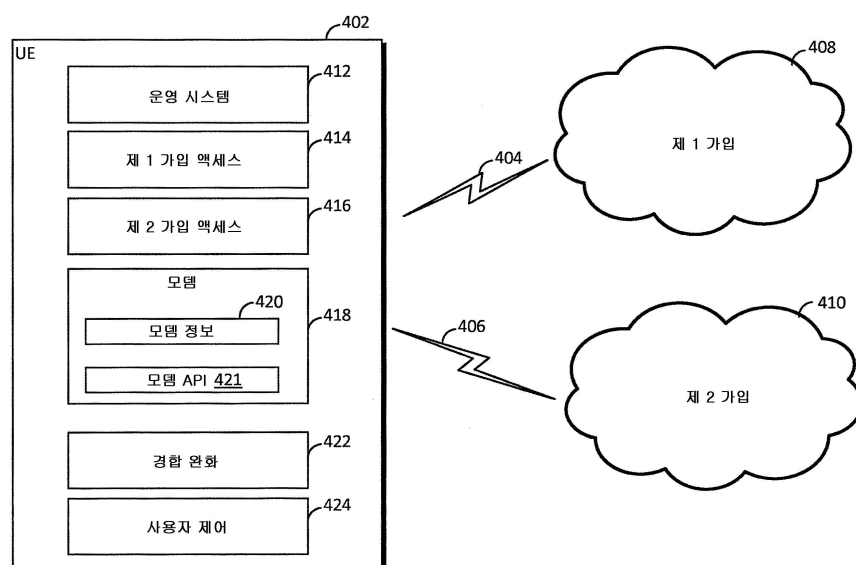 402
UE
412
운영 시스템
414
제 1 가입 액세스
416
제 2 가입 액세스
모뎀
418
420
모뎀 정보
모뎀 API 421
422
경합 완화
424
사용자 제어
404
408
제 1 가입
406
410
제 2 가입